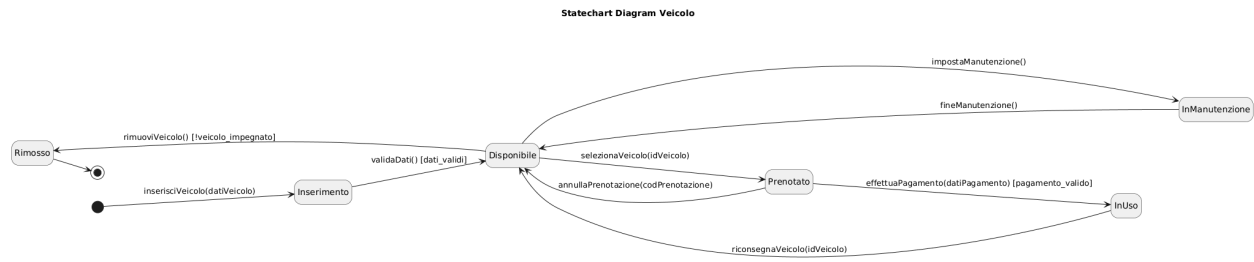 Statechart Diagram Veicolo
impostaManutenzione()
fineManutenzione()
InManutenzione
rimuoviVeicolo() [!veicolo_impegnato]
Rimosso
Disponibile
selezionaVeicolo(idVeicolo)
validaDati() [dati_validi]
inserisciVeicolo(datiVeicolo)
Inserimento
annullaPrenotazione(codPrenotazione)
Prenotato
effettuaPagamento(datiPagamento) [pagamento_valido]
InUso
riconsegnaVeicolo(idVeicolo)